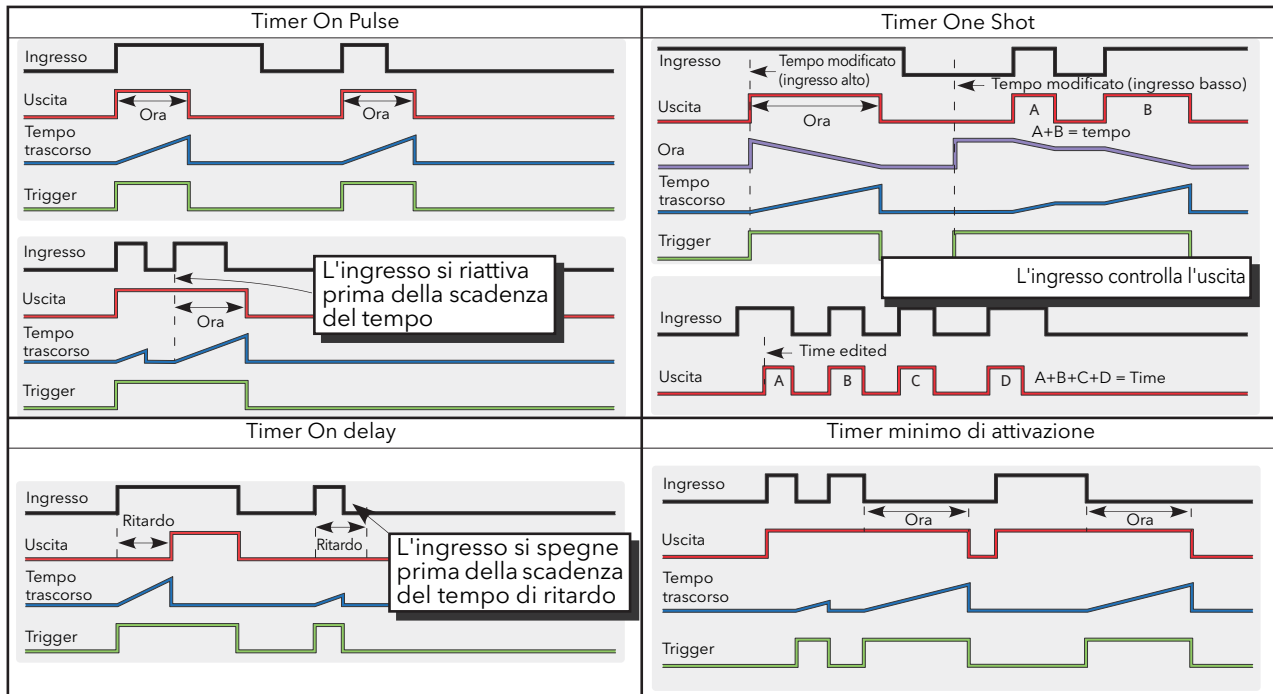 Timer On Pulse
Ingresso
Uscita
Ora
Ora
Tempo
trascorso
Trigger
Ingresso
L'ingresso si riattiva
prima della scadenza
del tempo
Uscita
Ora
Tempo
trascorso
Trigger
Timer One Shot
Ingresso
Tempo modificato
(ingresso alto)
Tempo modificato (ingresso basso)
Uscita
Ora
A
B
A+B = tempo
Ora
Tempo
trascorso
Trigger
L'ingresso controlla l'uscita
Ingresso
Time edited
Uscita
A
B
C
D
A+B+C+D = Time
Timer On delay
Ingresso
Ritardo
Ritardo
Uscita
L'ingresso si spegne
prima della scadenza
del tempo di ritardo
Tempo
trascorso
Trigger
Timer minimo di attivazione
Ingresso
Ora
Ora
Uscita
Tempo
trascorso
Trigger